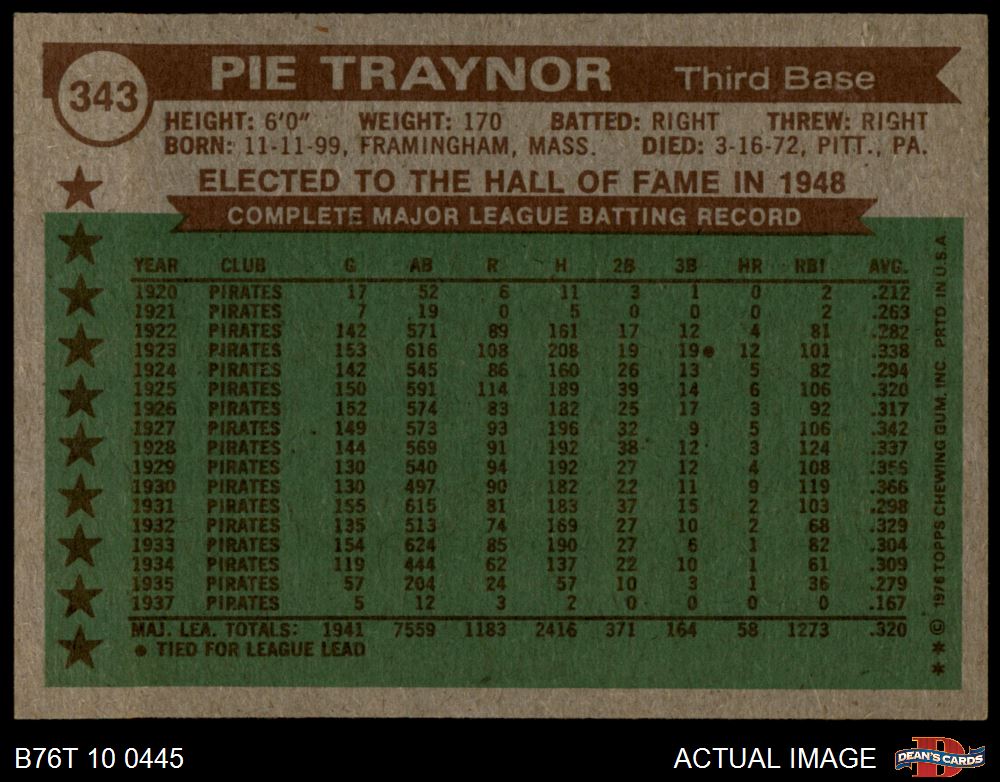 343
PIE TRAYNOR Third Base
HEIGHT: 6'0" WEIGHT: 170 BATTED: RIGHT THREW: RIGHT
BORN: 11-11-99, FRAMINGHAM, MASS. DIED: 3-16-72, PITT., PA.
ELECTED TO THE HALL OF FAME IN 1948
COMPLETE MAJOR LEAGUE BATTING RECORD
YEAR CLUB G AB R H 2B 3B HR RBI AVG.
1920 PIRATES 17 52 6 11 3 1 0 2 .212
1921 PIRATES 7 19 0 5 0 0 0 2 .263
1922 PIRATES 142 571 89 161 17 12 4 81 .282
1923 PIRATES 153 616 108 208 19 19● 12 101 .338
1924 PIRATES 142 545 86 160 26 13 5 82 .294
1925 PIRATES 150 591 114 189 39 14 6 106 .320
1926 PIRATES 152 574 83 182 25 17 3 92 .317
1927 PIRATES 149 573 93 196 32 9 5 106 .342
1928 PIRATES 144 569 91 192 38 12 3 124 .337
1929 PIRATES 130 540 94 192 27 12 4 108 .356
1930 PIRATES 130 497 90 182 22 11 9 119 .366
1931 PIRATES 155 615 81 183 37 15 2 103 .298
1932 PIRATES 135 513 74 169 27 10 2 68 .329
1933 PIRATES 154 624 85 190 27 6 1 82 .304
1934 PIRATES 119 444 62 137 22 10 1 61 .309
1935 PIRATES 57 204 24 57 10 3 1 36 .279
1937 PIRATES 5 12 3 2 0 0 0 0 .167
MAJ. LEA. TOTALS: 1941 7559 1183 2416 371 164 58 1273 .320
● TIED FOR LEAGUE LEAD
★★© 1976 TOPPS CHEWING GUM, INC. PRTD IN U.S.A.
B76T 10 0445
ACTUAL IMAGE
DEAN'S CARDS